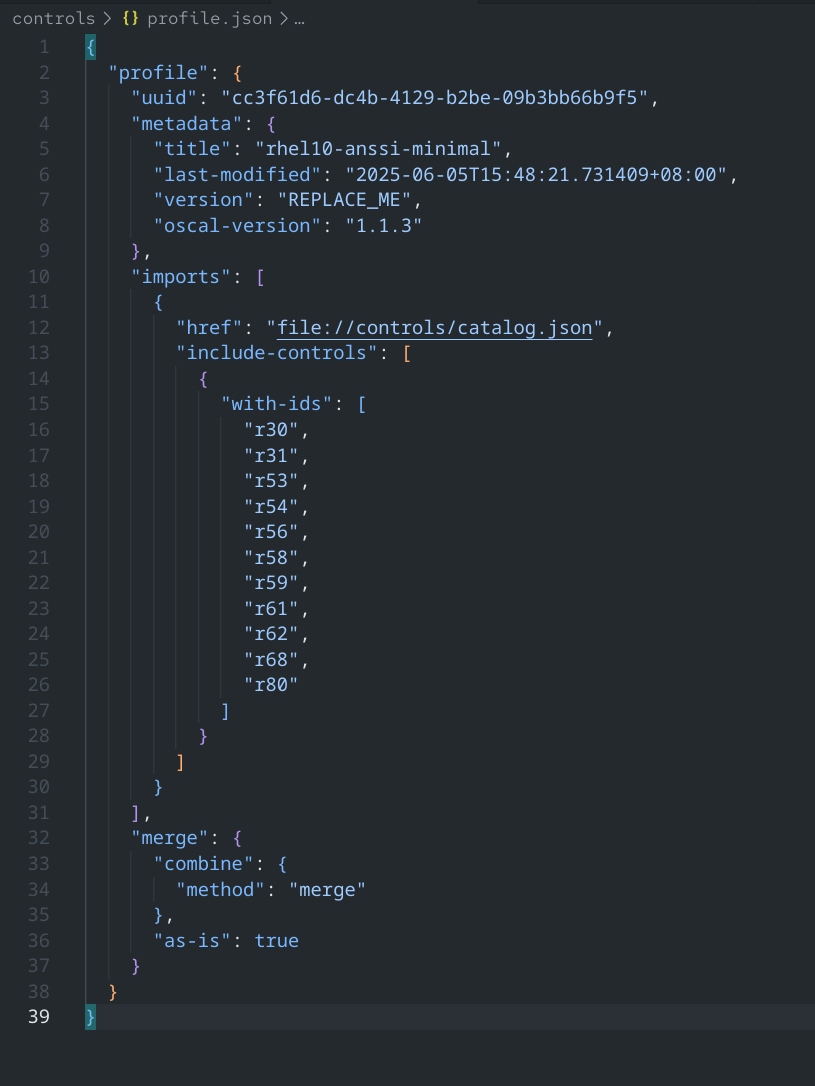 controls > {} profile.json > …
1 {
2 "profile": {
3 "uuid": "cc3f61d6-dc4b-4129-b2be-09b3bb66b9f5",
4 "metadata": {
5 "title": "rhel10-anssi-minimal",
6 "last-modified": "2025-06-05T15:48:21.731409+08:00",
7 "version": "REPLACE_ME",
8 "oscal-version": "1.1.3"
9 },
10 "imports": [
11 {
12 "href": "file://controls/catalog.json",
13 "include-controls": [
14 {
15 "with-ids": [
16 "r30",
17 "r31",
18 "r53",
19 "r54",
20 "r56",
21 "r58",
22 "r59",
23 "r61",
24 "r62",
25 "r68",
26 "r80"
27 ]
28 }
29 ]
30 }
31 ],
32 "merge": {
33 "combine": {
34 "method": "merge"
35 },
36 "as-is": true
37 }
38 }
39 }